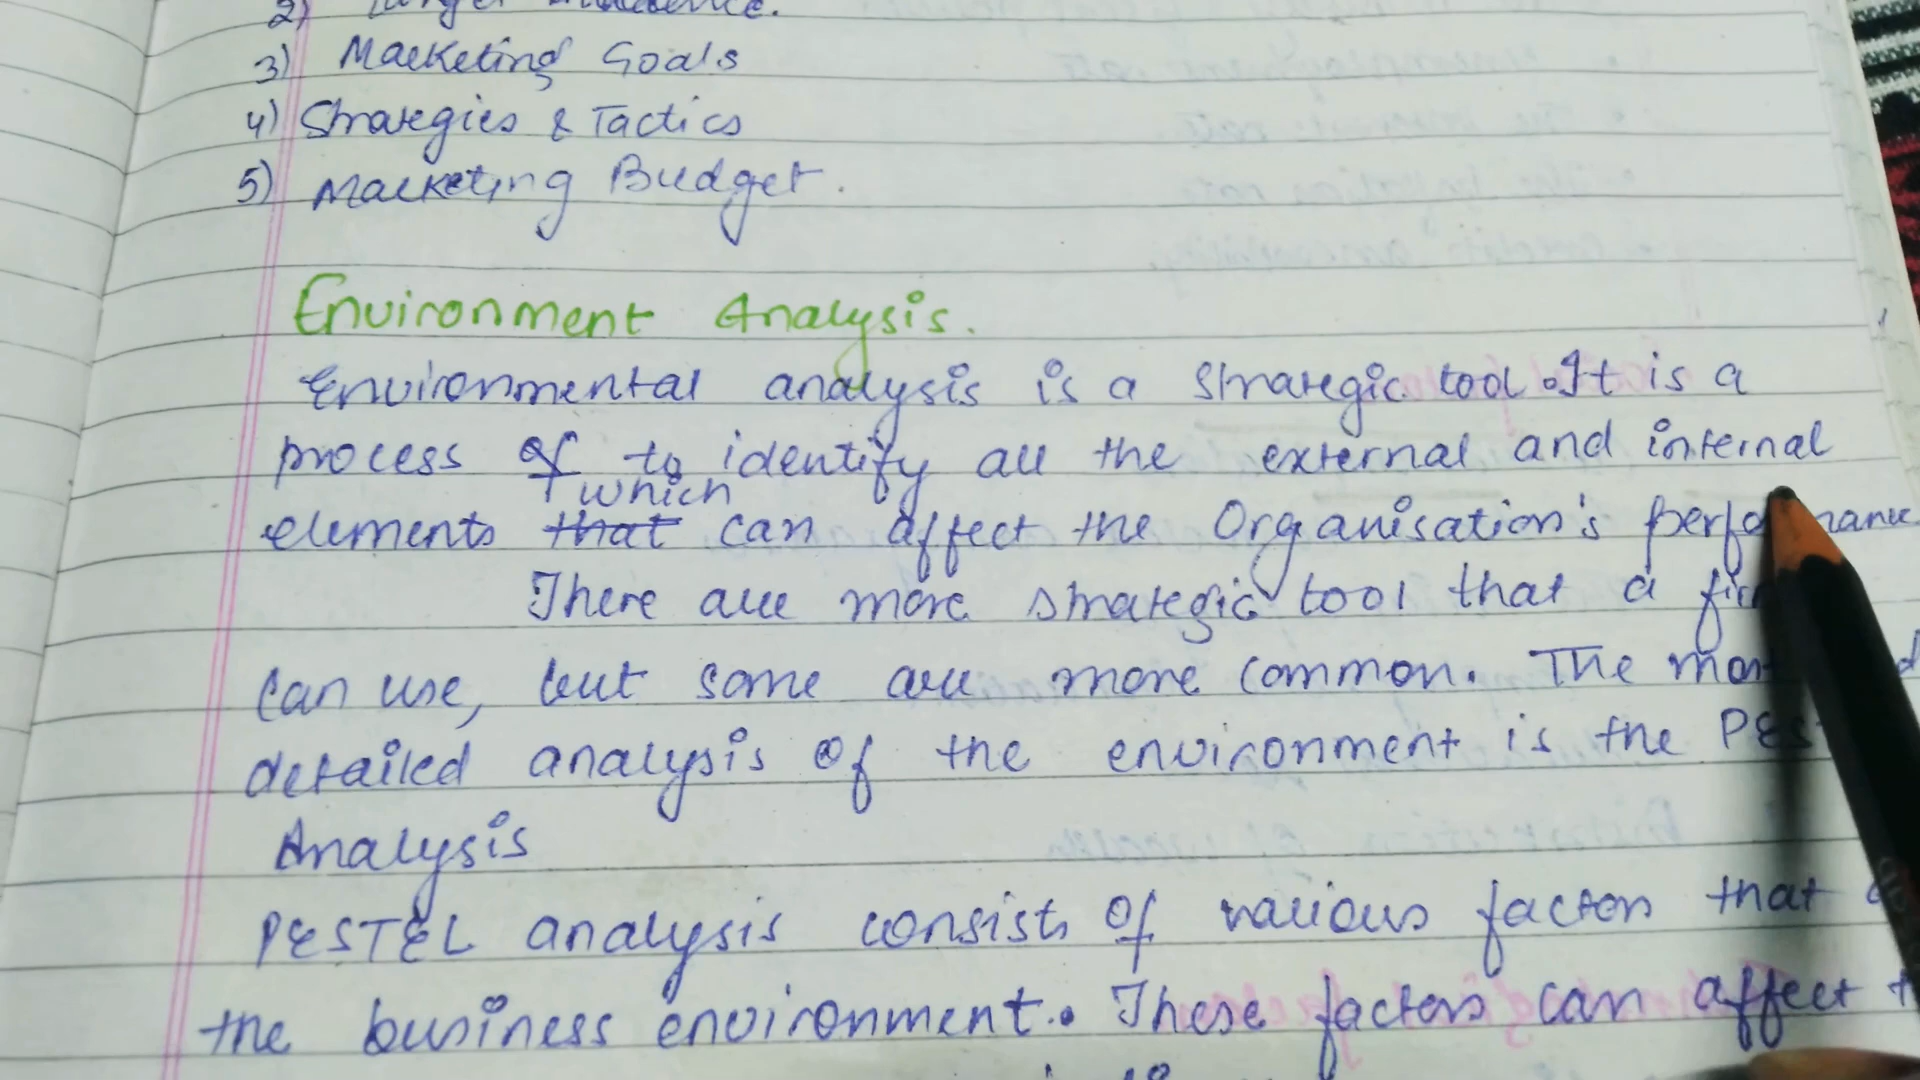 2)
3) Marketing Goals
4) Strategies & Tactics
5) Marketing Budget.
Environment Analysis.
Environmental analysis is a strategic tool. It is a
process of to identify all the external and internal
which
elements that can affect the Organisation's
There are more strategic tool that a
can use, but some are more common. The
detailed analysis of the environment is the
Analysis
PESTEL analysis consists of various factors that
the business environment. These factors can affect